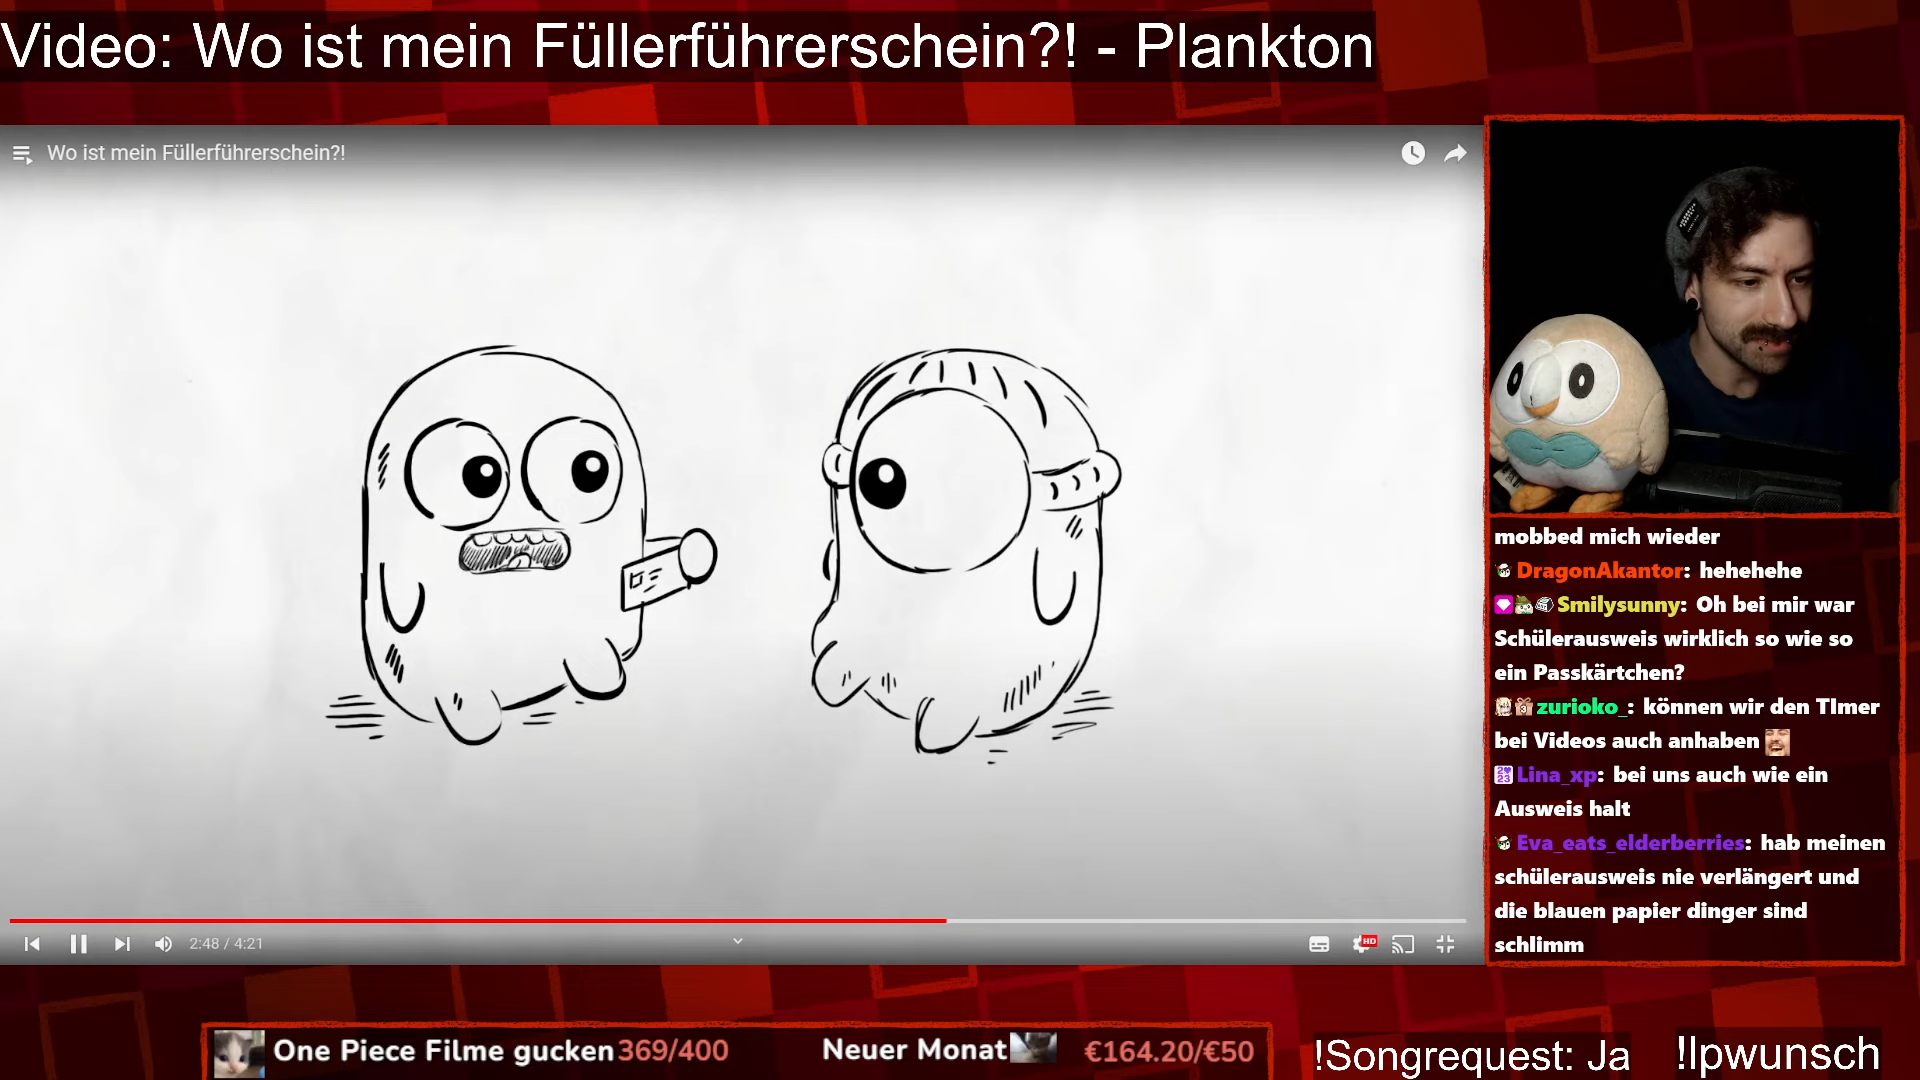 Video: Wo ist mein Füllerführerschein?! - Plankton
Wo ist mein Füllerführerschein?!
mobbed mich wieder
DragonAkantor: hehehehe
Smilysunny: Oh bei mir war
Schülerausweis wirklich so wie so
ein Passkärtchen?
zurioko_: können wir den TImer
bei Videos auch anhaben
Lina_xp: bei uns auch wie ein
Ausweis halt
Eva_eats_elderberries: hab meinen
schülerausweis nie verlängert und
die blauen papier dinger sind
schlimm
2:48 / 4:21
HD
One Piece Filme gucken 369/400
Neuer Monat €164.20/€50
!Songrequest: Ja
!lpwunsch